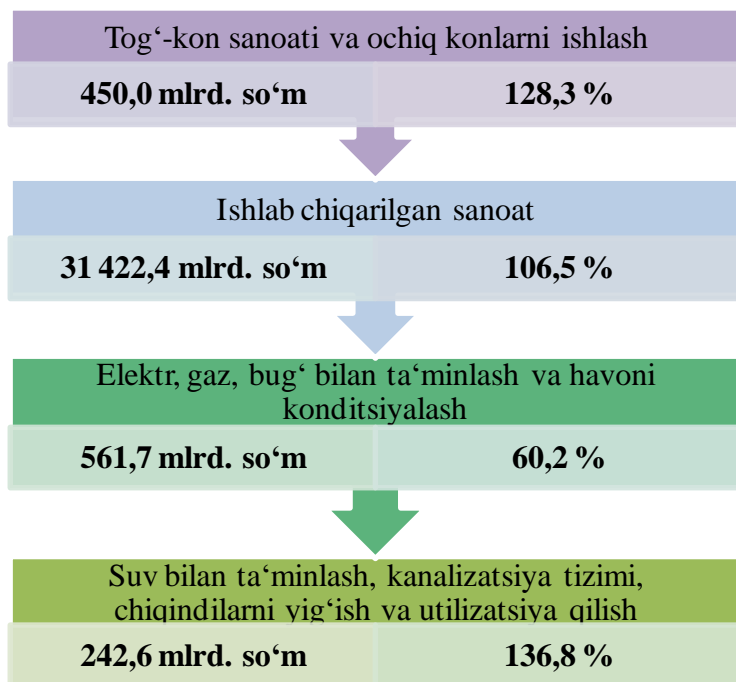 Tog‘-kon sanoati va ochiq konlarni ishlash
450,0 mlrd. so‘m 128,3 %
Ishlab chiqarilgan sanoat
31 422,4 mlrd. so‘m 106,5 %
Elektr, gaz, bug‘ bilan ta‘minlash va havoni
konditsiyalash
561,7 mlrd. so‘m 60,2 %
Suv bilan ta‘minlash, kanalizatsiya tizimi,
chiqindilarni yig‘ish va utilizatsiya qilish
242,6 mlrd. so‘m 136,8 %